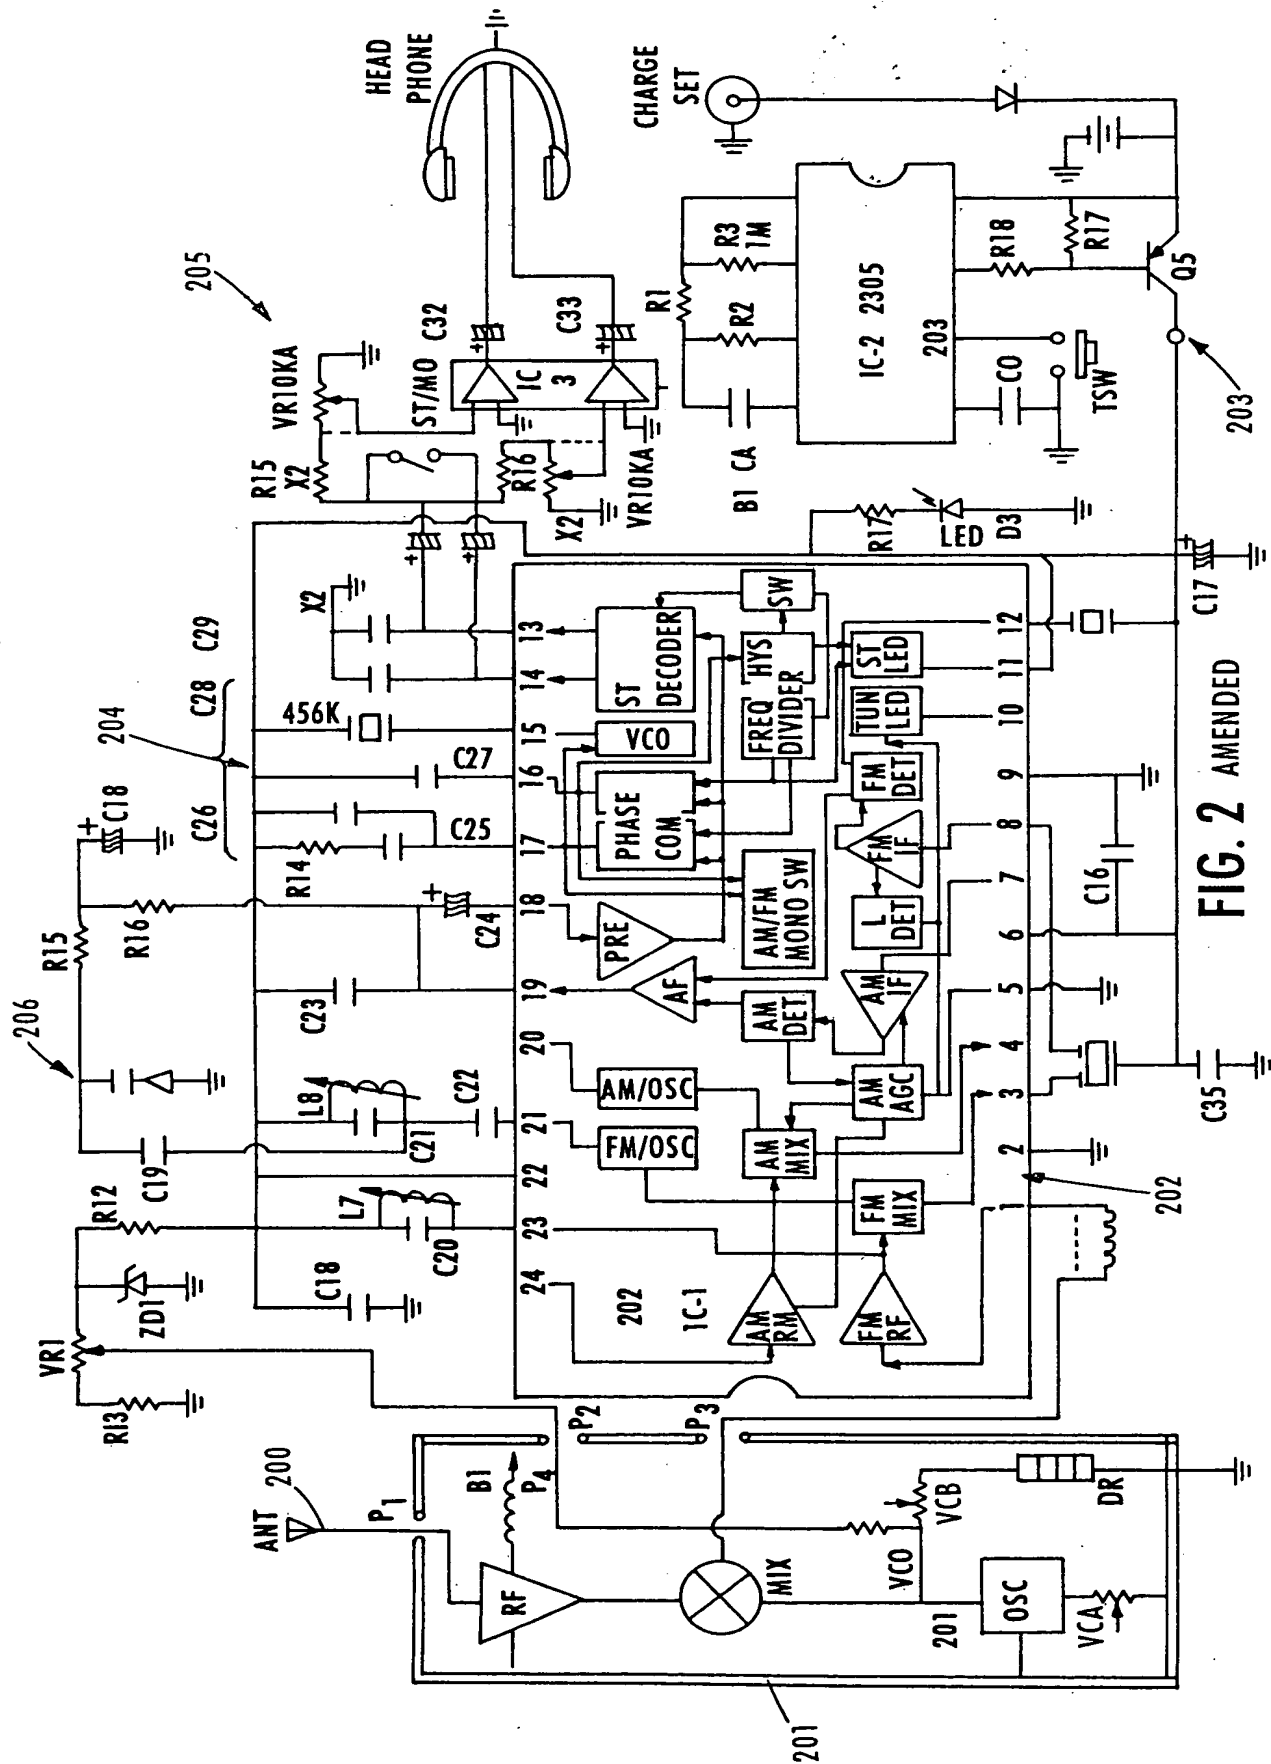 FIG. 2 AMENDED
ANT
200
P1
RF
B1
P4
P2
P3
MIX
VCO
VCB
DR
201
OSC
VCA
201
VR1
R13
ZD1
R12
C18
L7
C20
C19
L8
C21
C22
206
R15
R16
C18
C23
C24
R14
C25
C26
C27
C28
204
456K
C29
X2
24
23
22
21
20
19
18
17
16
15
14
13
202
1C-1
AM
RM
FM
RF
FM/OSC
AM/OSC
AM
MIX
FM
MIX
AM
AGC
AM
DET
AM
IF
AF
PRE
AM/FM
MONO SW
L
DET
FM
IF
FM
DET
PHASE
COM
VCO
ST
DECODER
FREQ
DIVIDER
HYS
SW
TUN
LED
ST
LED
1
2
3
4
5
6
7
8
9
10
11
12
202
C35
C16
C17
R15
X2
VR10KA
205
ST/MO
R16
X2
VR10KA
IC
3
C32
C33
HEAD
PHONE
R17
LED
D3
B1
CA
R1
R2
R3
1M
IC-2 2305
203
CO
TSW
R18
R17
Q5
203
CHARGE
SET